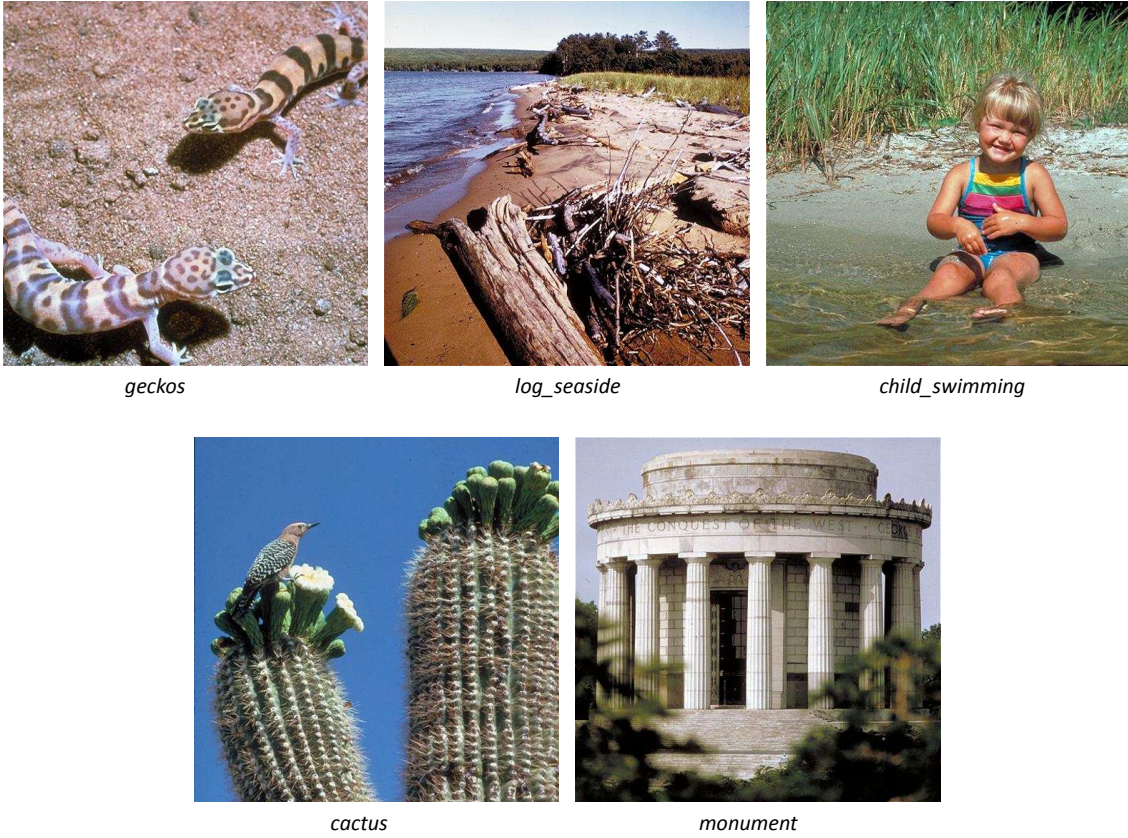 geckos
log_seaside
child_swimming
THE CONQUEST OF THE WEST
cactus
monument